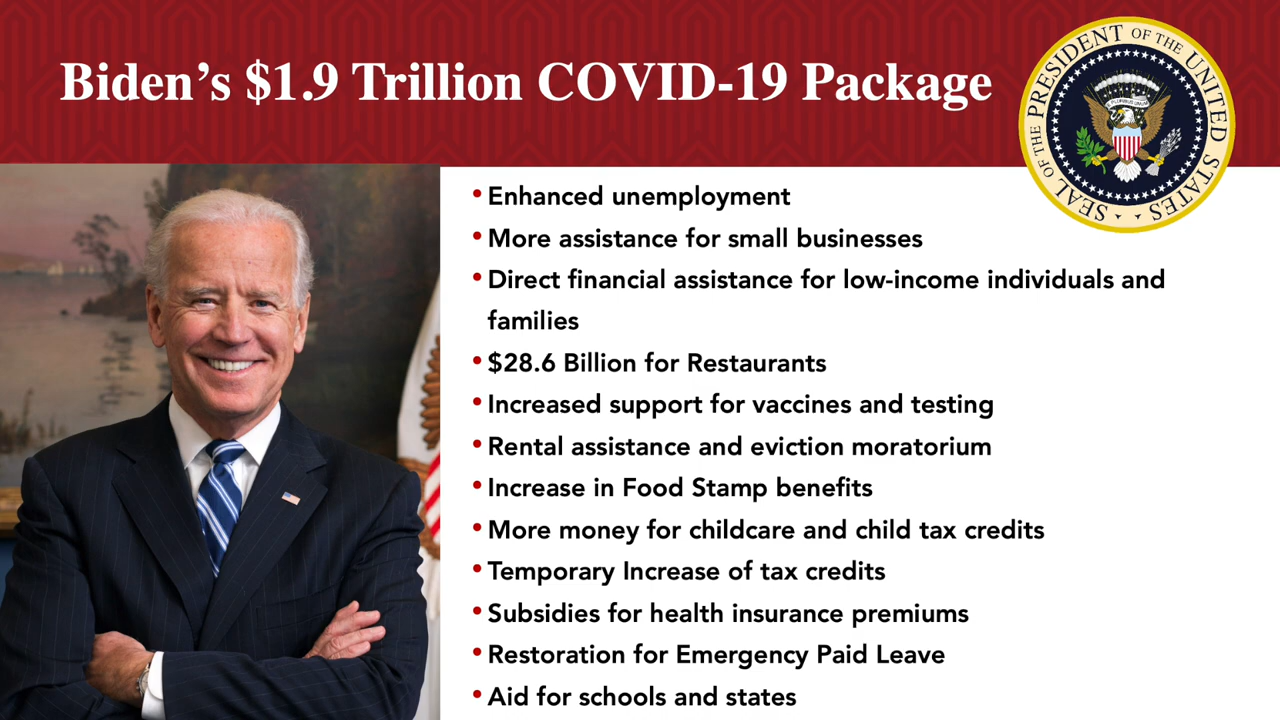 Biden’s $1.9 Trillion COVID-19 Package
SEAL OF THE PRESIDENT OF THE UNITED STATES
E PLURIBUS UNUM
• Enhanced unemployment
• More assistance for small businesses
• Direct financial assistance for low-income individuals and
families
• $28.6 Billion for Restaurants
• Increased support for vaccines and testing
• Rental assistance and eviction moratorium
• Increase in Food Stamp benefits
• More money for childcare and child tax credits
• Temporary Increase of tax credits
• Subsidies for health insurance premiums
• Restoration for Emergency Paid Leave
• Aid for schools and states